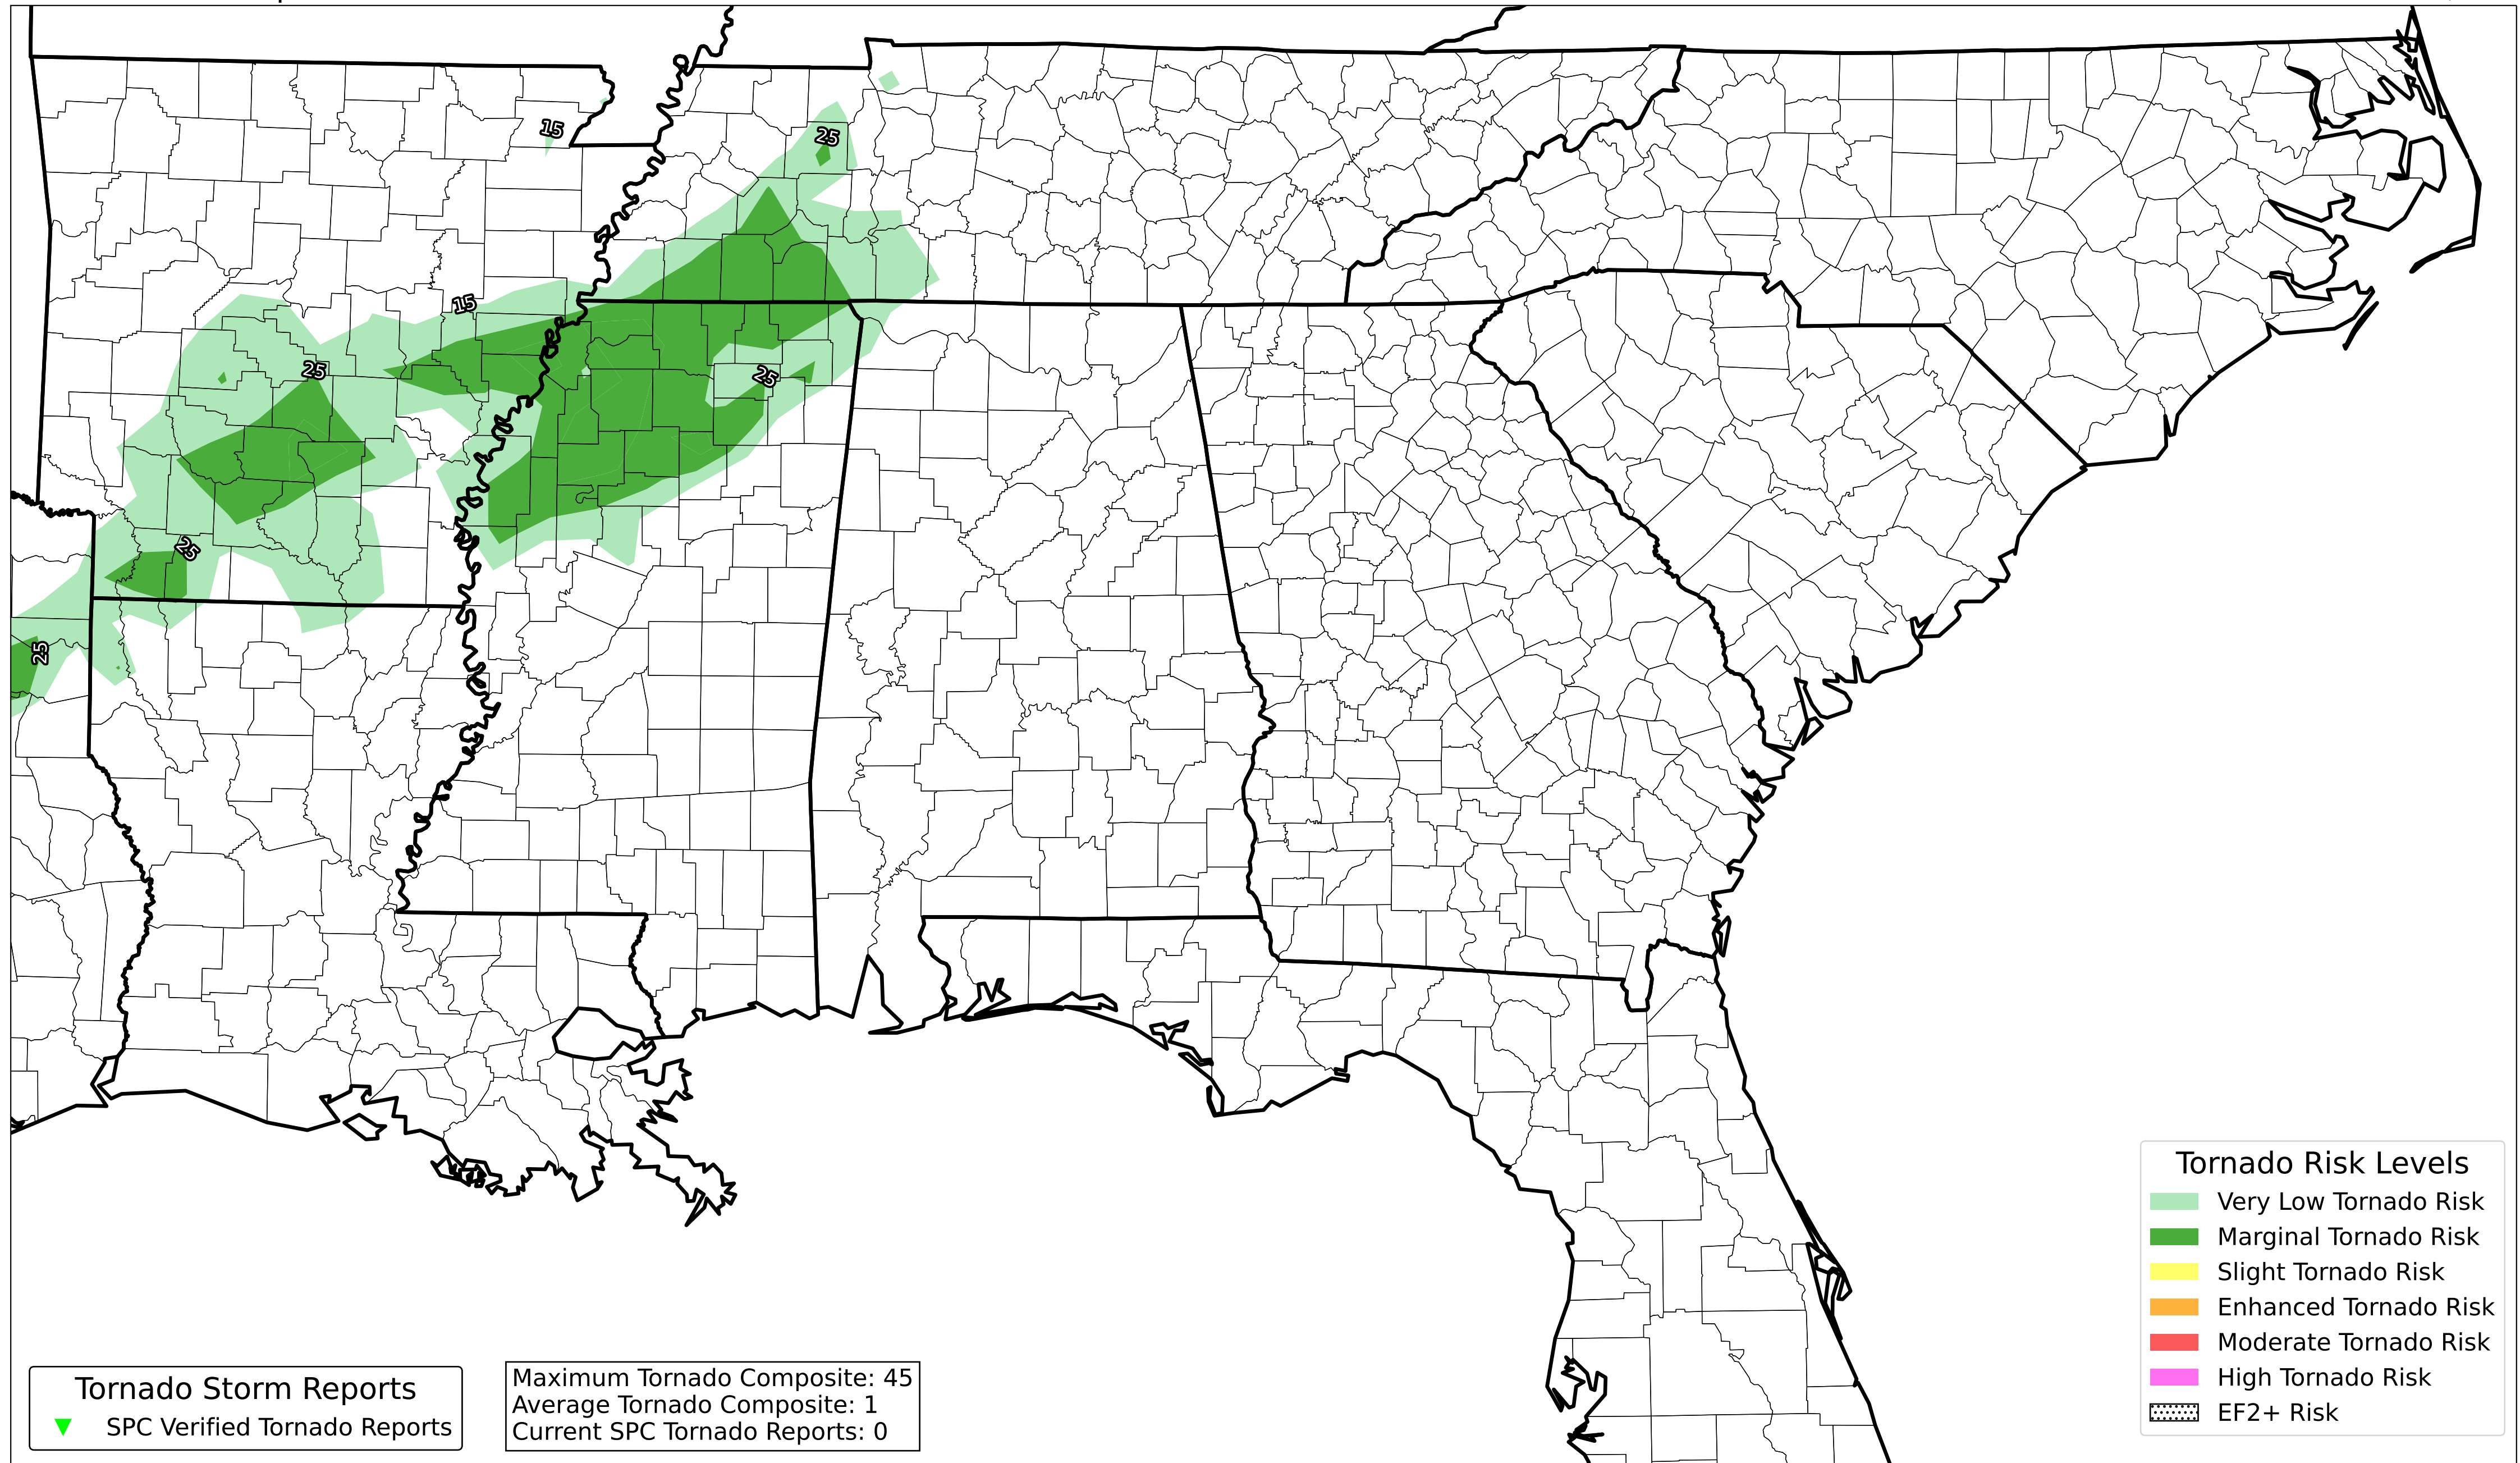 25
15
15
25
25
25
25
Tornado Risk Levels
Very Low Tornado Risk
Marginal Tornado Risk
Slight Tornado Risk
Enhanced Tornado Risk
Moderate Tornado Risk
High Tornado Risk
EF2+ Risk
Tornado Storm Reports
SPC Verified Tornado Reports
Maximum Tornado Composite: 45
Average Tornado Composite: 1
Current SPC Tornado Reports: 0